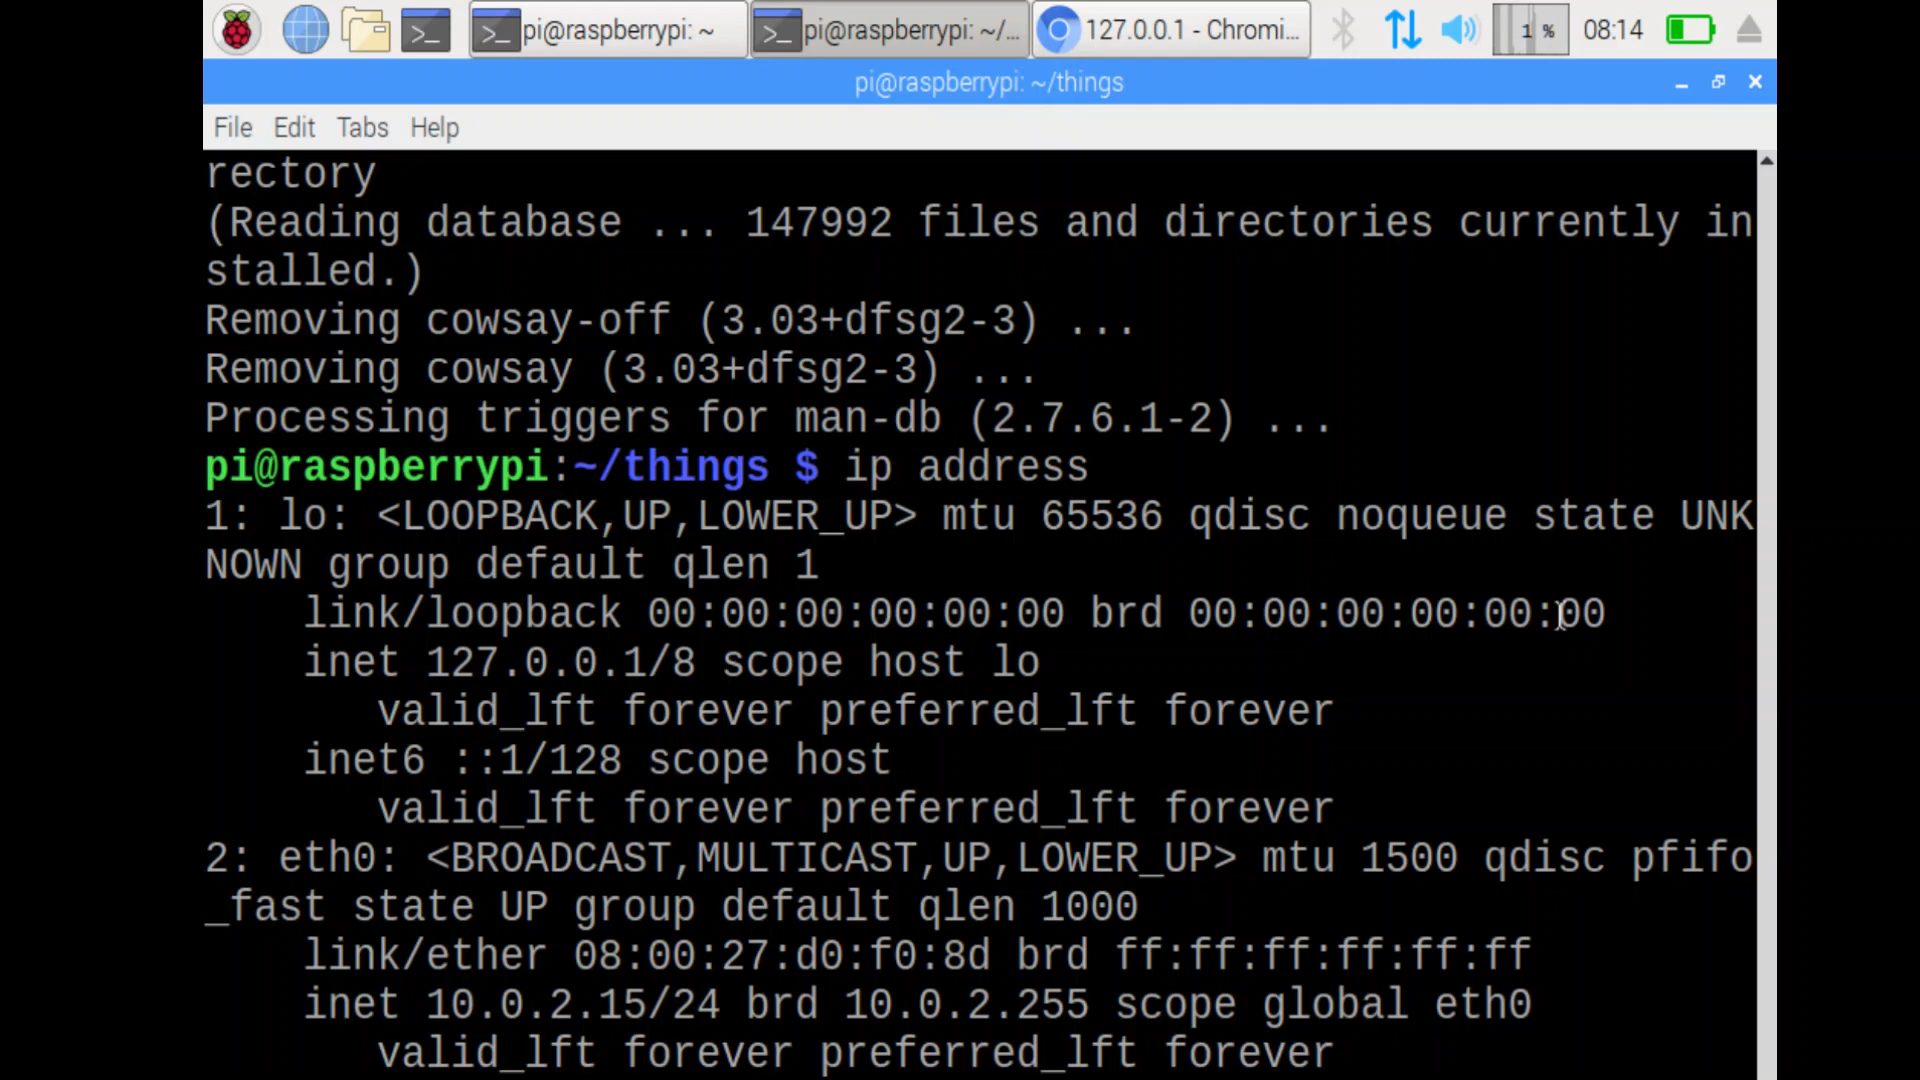 pi@raspberrypi: ~
pi@raspberrypi: ~/...
127.0.0.1 - Chromi...
1 %
08:14
pi@raspberrypi: ~/things
File Edit Tabs Help
rectory
(Reading database ... 147992 files and directories currently in
stalled.)
Removing cowsay-off (3.03+dfsg2-3) ...
Removing cowsay (3.03+dfsg2-3) ...
Processing triggers for man-db (2.7.6.1-2) ...
pi@raspberrypi:~/things $ ip address
1: lo: <LOOPBACK,UP,LOWER_UP> mtu 65536 qdisc noqueue state UNK
NOWN group default qlen 1
link/loopback 00:00:00:00:00:00 brd 00:00:00:00:00:00
inet 127.0.0.1/8 scope host lo
valid_lft forever preferred_lft forever
inet6 ::1/128 scope host
valid_lft forever preferred_lft forever
2: eth0: <BROADCAST,MULTICAST,UP,LOWER_UP> mtu 1500 qdisc pfifo
_fast state UP group default qlen 1000
link/ether 08:00:27:d0:f0:8d brd ff:ff:ff:ff:ff:ff
inet 10.0.2.15/24 brd 10.0.2.255 scope global eth0
valid_lft forever preferred_lft forever